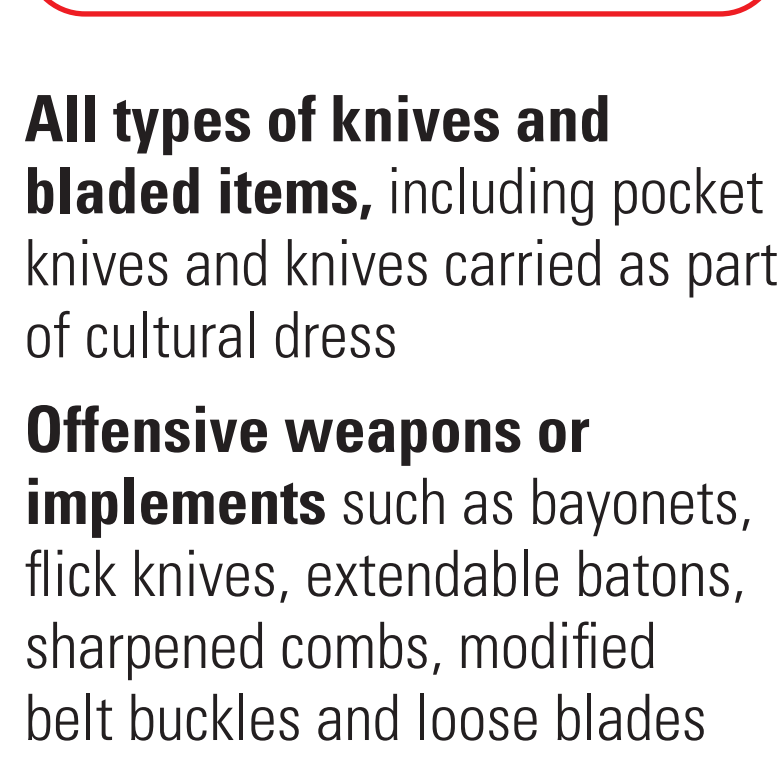 All types of knives and
bladed items, including pocket
knives and knives carried as part
of cultural dress
Offensive weapons or
implements such as bayonets,
flick knives, extendable batons,
sharpened combs, modified
belt buckles and loose blades